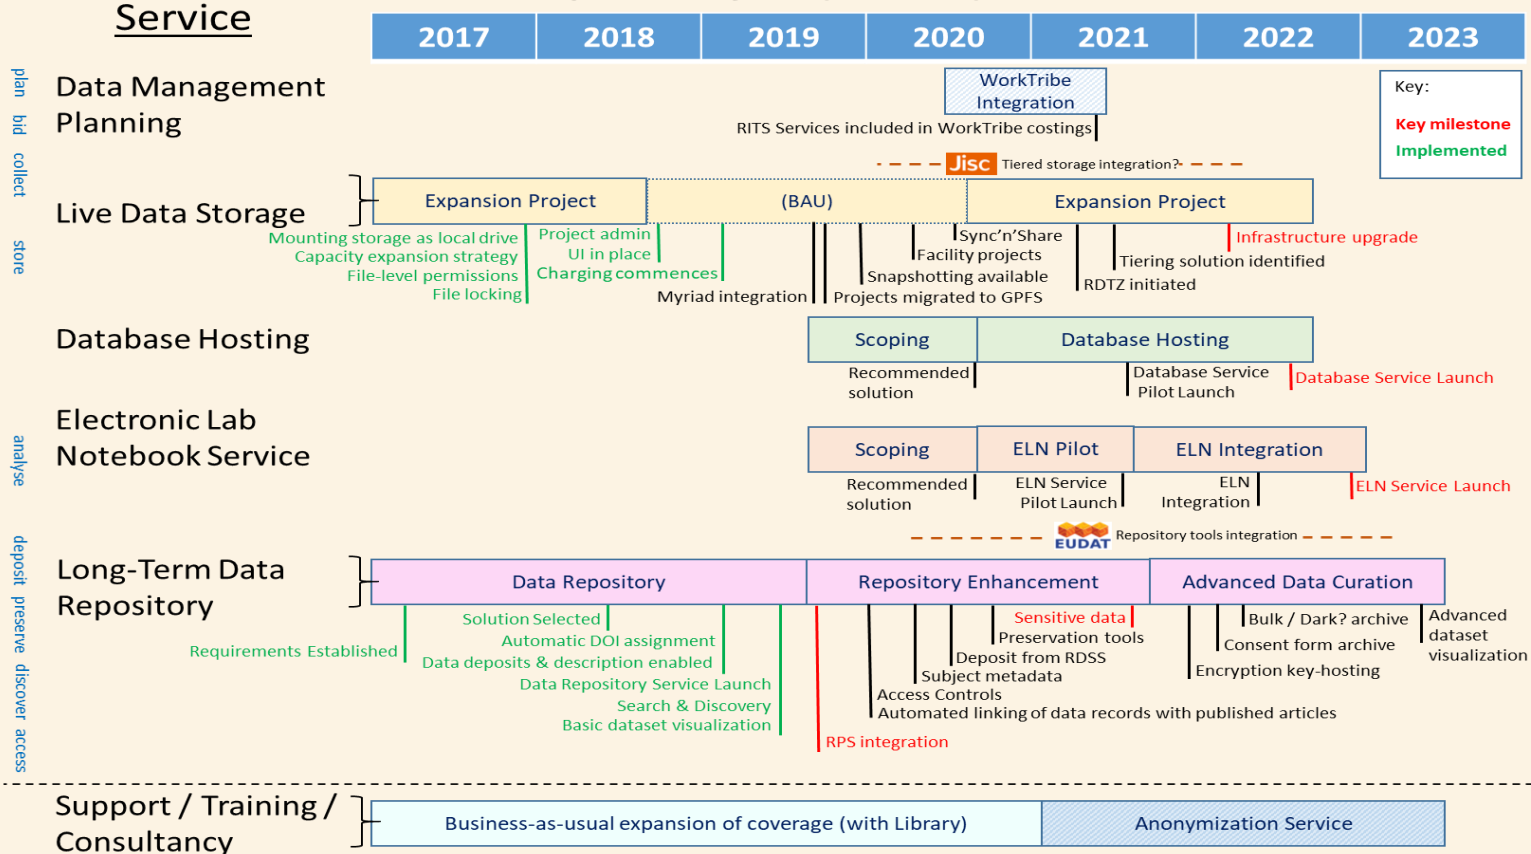 Service
2017 2018 2019 2020 2021 2022 2023
plan
bid
collect
store
analyse
deposit
preserve
discover
access
Key:
Key milestone
Implemented
Data Management
Planning
WorkTribe
Integration
RITS Services included in WorkTribe costings
Jisc Tiered storage integration?
Live Data Storage
Expansion Project
(BAU)
Expansion Project
Mounting storage as local drive
Capacity expansion strategy
File-level permissions
File locking
Project admin
UI in place
Charging commences
Myriad integration
Projects migrated to GPFS
Snapshotting available
Facility projects
Sync'n'Share
RDTZ initiated
Tiering solution identified
Infrastructure upgrade
Database Hosting
Scoping
Database Hosting
Recommended
solution
Database Service
Pilot Launch
Database Service Launch
Electronic Lab
Notebook Service
Scoping
ELN Pilot
ELN Integration
Recommended
solution
ELN Service
Pilot Launch
ELN
Integration
ELN Service Launch
EUDAT Repository tools integration
Long-Term Data
Repository
Data Repository
Repository Enhancement
Advanced Data Curation
Requirements Established
Solution Selected
Automatic DOI assignment
Data deposits & description enabled
Data Repository Service Launch
Search & Discovery
Basic dataset visualization
RPS integration
Sensitive data
Preservation tools
Deposit from RDSS
Subject metadata
Access Controls
Automated linking of data records with published articles
Bulk / Dark? archive
Consent form archive
Encryption key-hosting
Advanced
dataset
visualization
Support / Training /
Consultancy
Business-as-usual expansion of coverage (with Library)
Anonymization Service